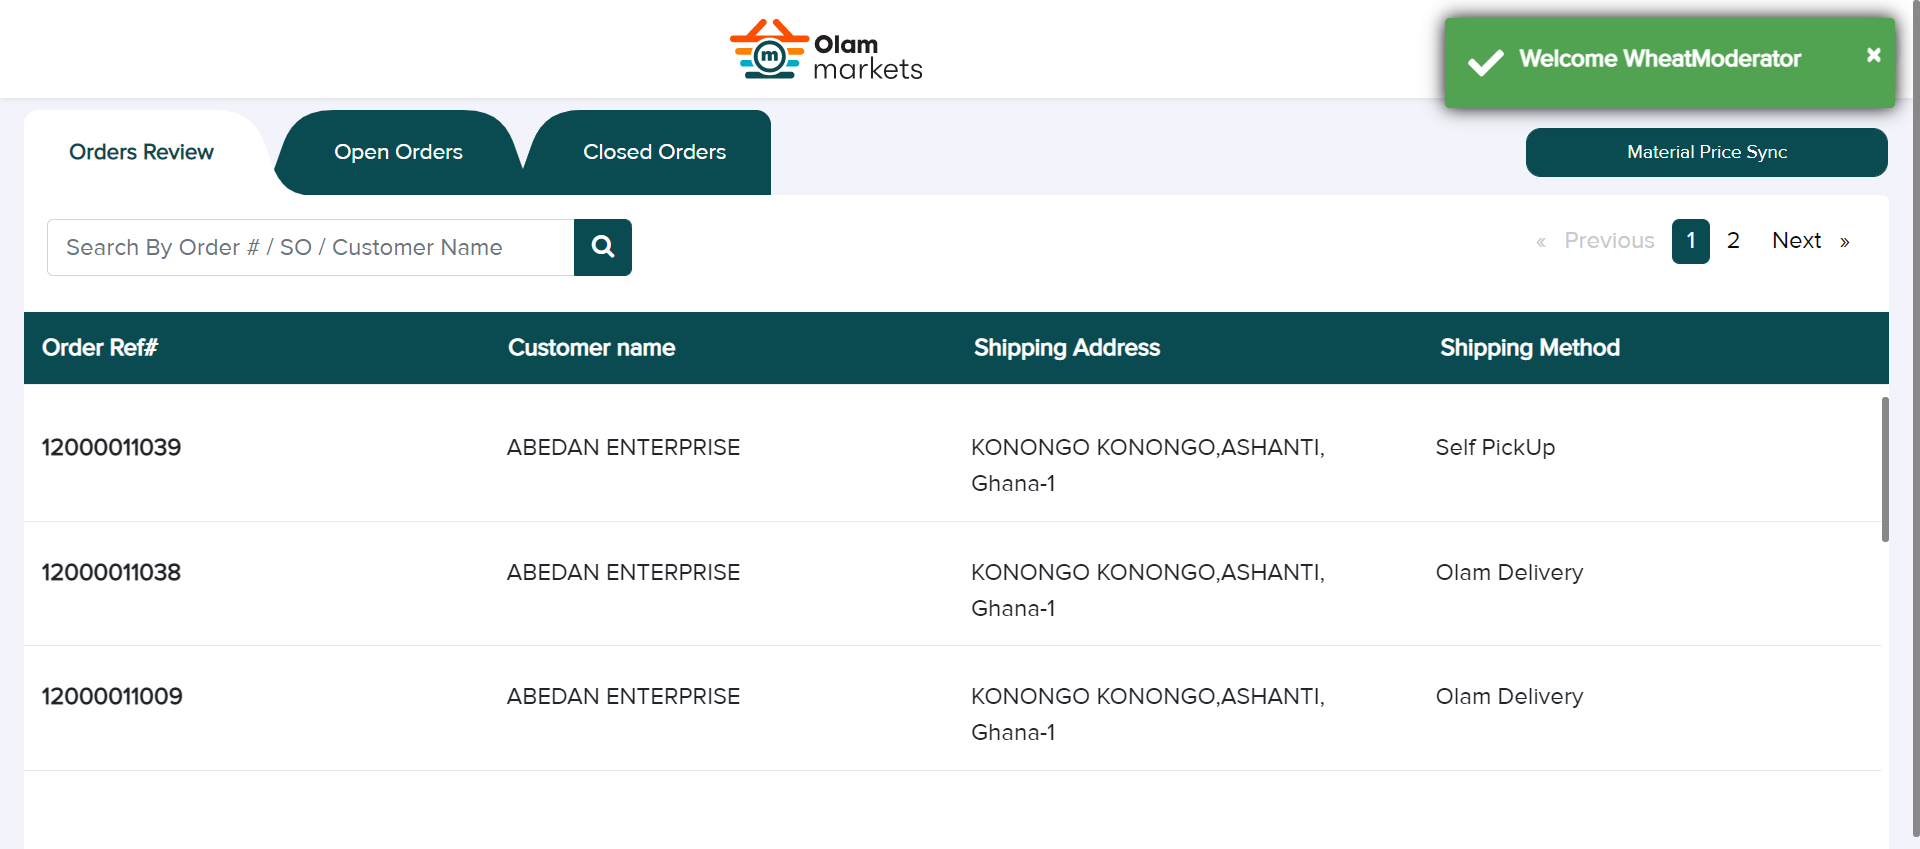 m Olam
markets
Welcome WheatModerator ×
Orders Review Open Orders Closed Orders
Material Price Sync
Search By Order # / SO / Customer Name
« Previous 1 2 Next »
Order Ref# Customer name Shipping Address Shipping Method
12000011039 ABEDAN ENTERPRISE KONONGO KONONGO,ASHANTI, Self PickUp
Ghana-1
12000011038 ABEDAN ENTERPRISE KONONGO KONONGO,ASHANTI, Olam Delivery
Ghana-1
12000011009 ABEDAN ENTERPRISE KONONGO KONONGO,ASHANTI, Olam Delivery
Ghana-1